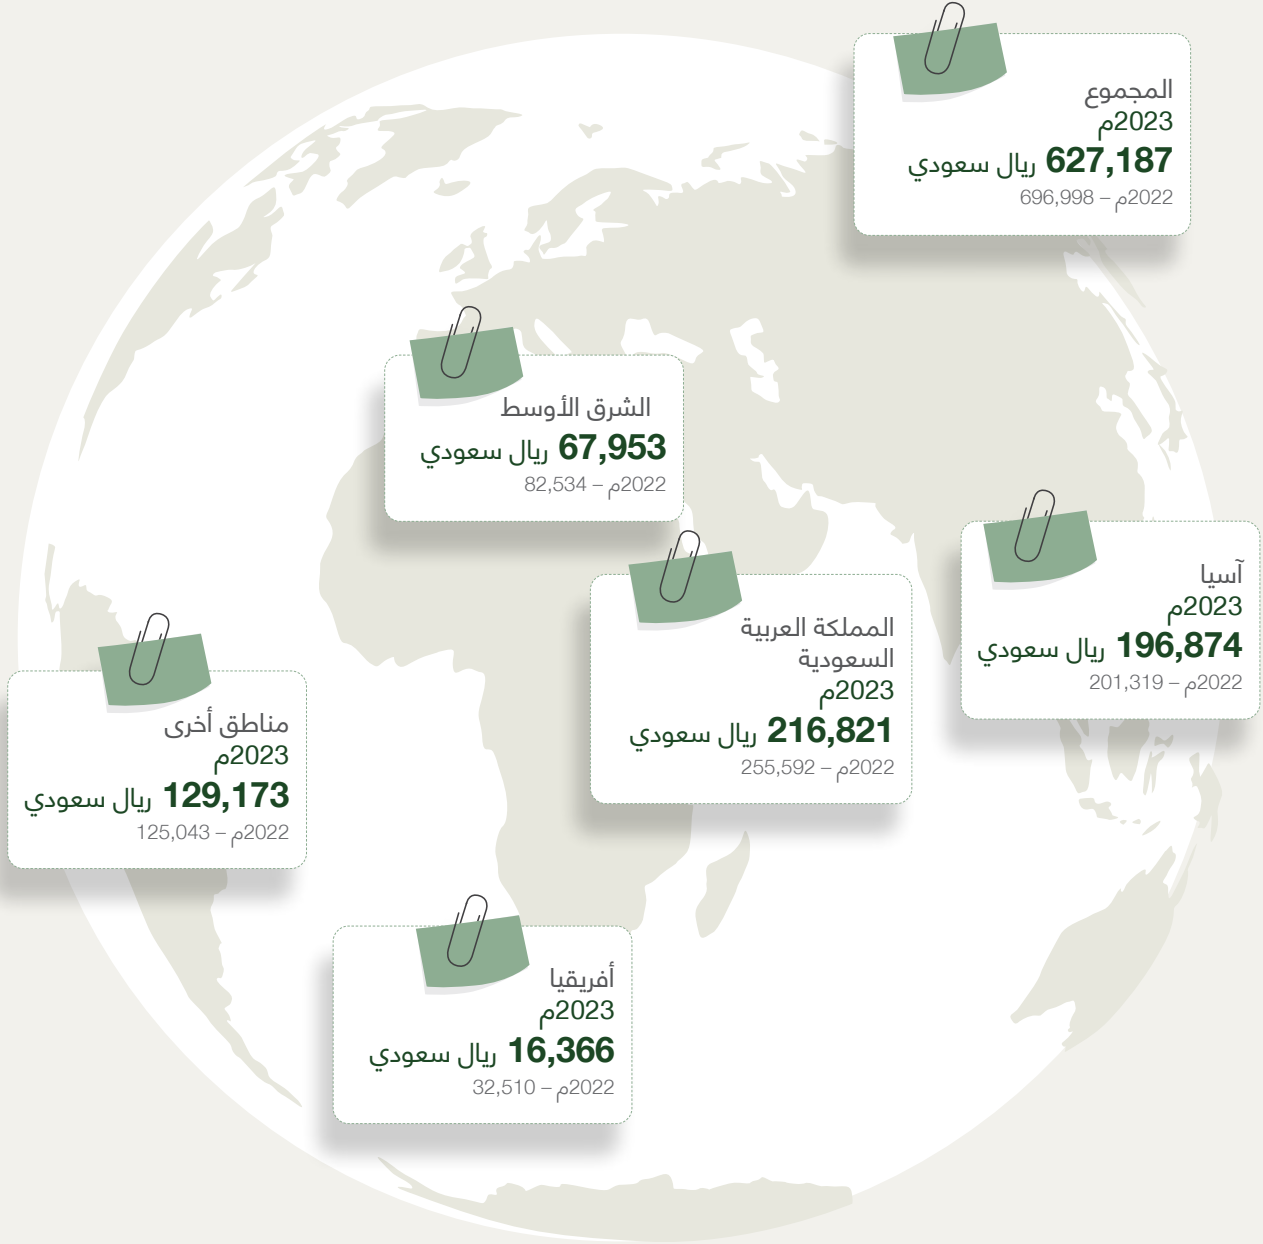 المجموع
2023م
627,187 ريال سعودي
2022م – 696,998
الشرق الأوسط
67,953 ريال سعودي
2022م – 82,534
آسيا
2023م
196,874 ريال سعودي
2022م – 201,319
المملكة العربية
السعودية
2023م
216,821 ريال سعودي
2022م – 255,592
مناطق أخرى
2023م
129,173 ريال سعودي
2022م – 125,043
أفريقيا
2023م
16,366 ريال سعودي
2022م – 32,510